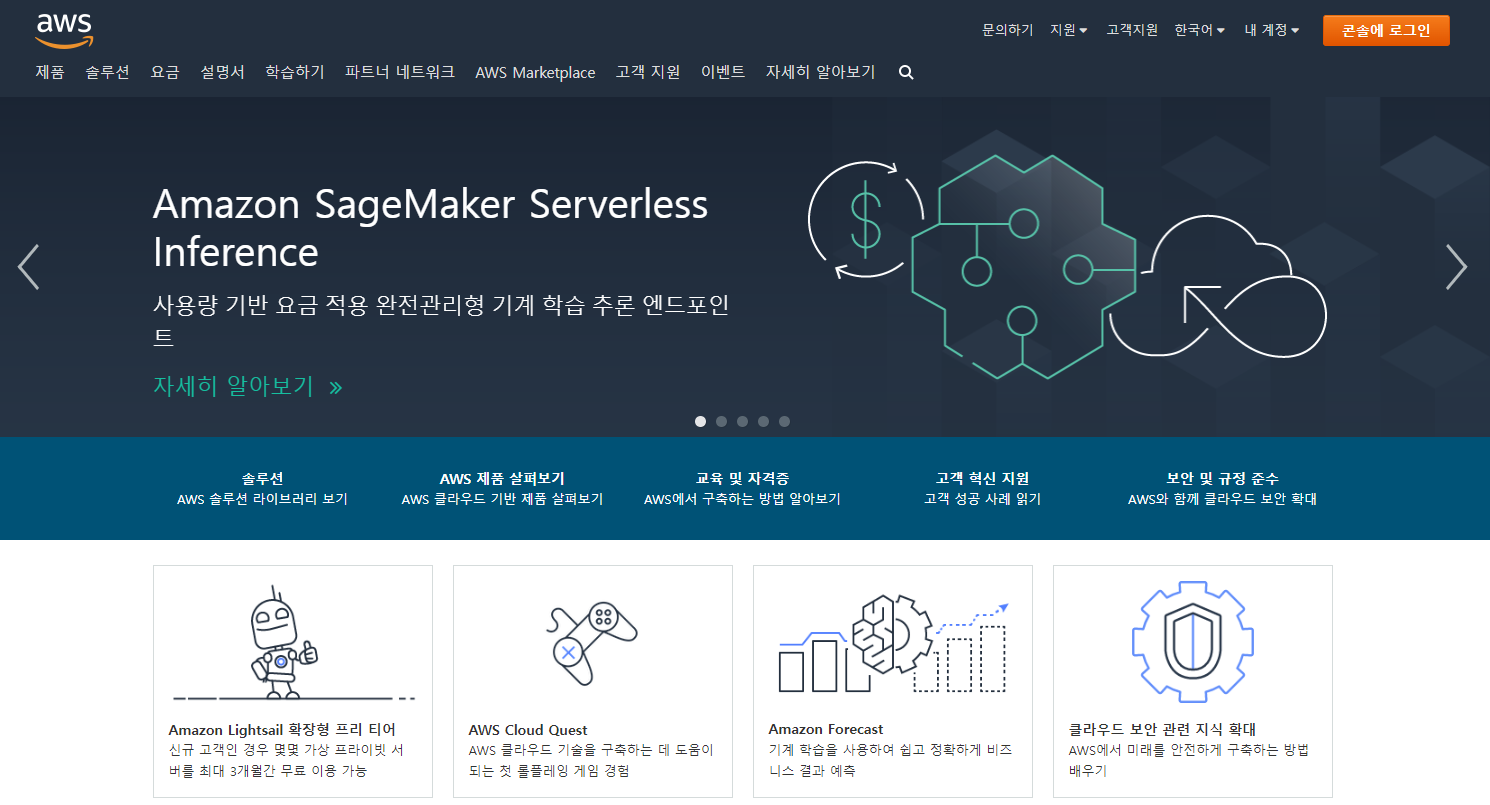 aws
문의하기 지원 고객지원 한국어 내 계정 콘솔에 로그인
제품 솔루션 요금 설명서 학습하기 파트너 네트워크 AWS Marketplace 고객 지원 이벤트 자세히 알아보기
Amazon SageMaker Serverless
Inference
사용량 기반 요금 적용 완전관리형 기계 학습 추론 엔드포인
트
자세히 알아보기 »
$
솔루션
AWS 솔루션 라이브러리 보기
AWS 제품 살펴보기
AWS 클라우드 기반 제품 살펴보기
교육 및 자격증
AWS에서 구축하는 방법 알아보기
고객 혁신 지원
고객 성공 사례 읽기
보안 및 규정 준수
AWS와 함께 클라우드 보안 확대
Amazon Lightsail 확장형 프리 티어
신규 고객인 경우 몇몇 가상 프라이빗 서
버를 최대 3개월간 무료 이용 가능
AWS Cloud Quest
AWS 클라우드 기술을 구축하는 데 도움이
되는 첫 롤플레잉 게임 경험
Amazon Forecast
기계 학습을 사용하여 쉽고 정확하게 비즈
니스 결과 예측
클라우드 보안 관련 지식 확대
AWS에서 미래를 안전하게 구축하는 방법
배우기